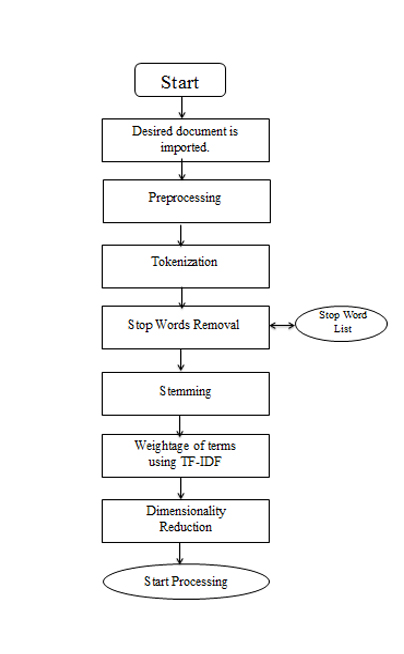 Start
Desired document is
imported.
Preprocessing
Tokenization
Stop Words Removal
Stop Word
List
Stemming
Weightage of terms
using TF-IDF
Dimensionality
Reduction
Start Processing